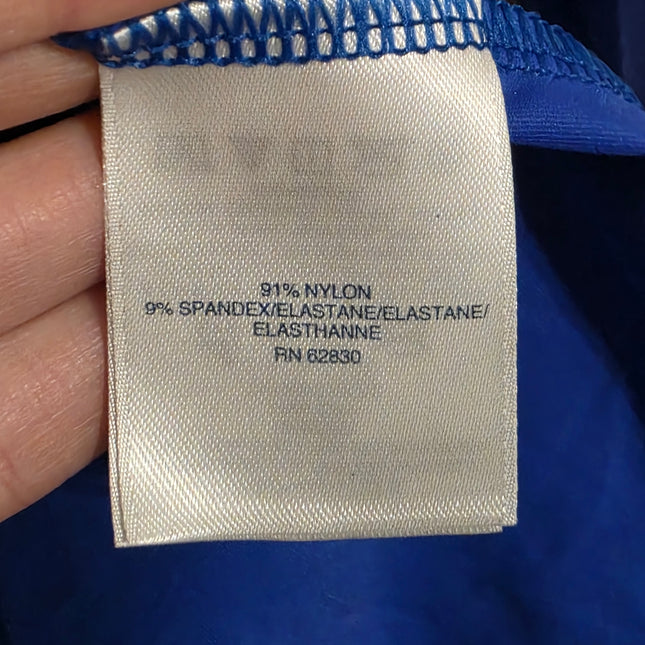 91% NYLON
9% SPANDEX/ELASTANE/ELASTANE/
ELASTHANNE
RN 62830